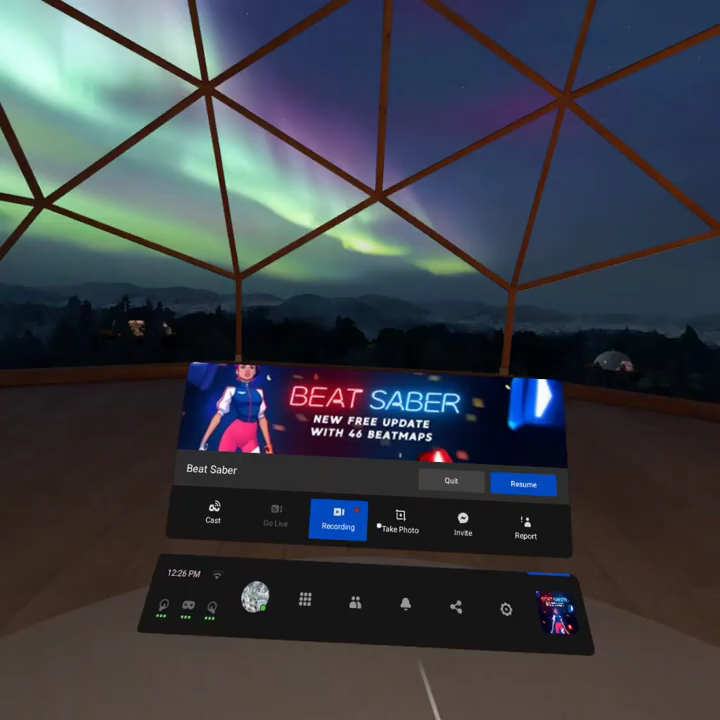 BEAT SABER
NEW FREE UPDATE
WITH 46 BEATMAPS
Beat Saber
Quit
Resume
Cast
Go Live
Recording
Take Photo
Invite
Report
12:26 PM